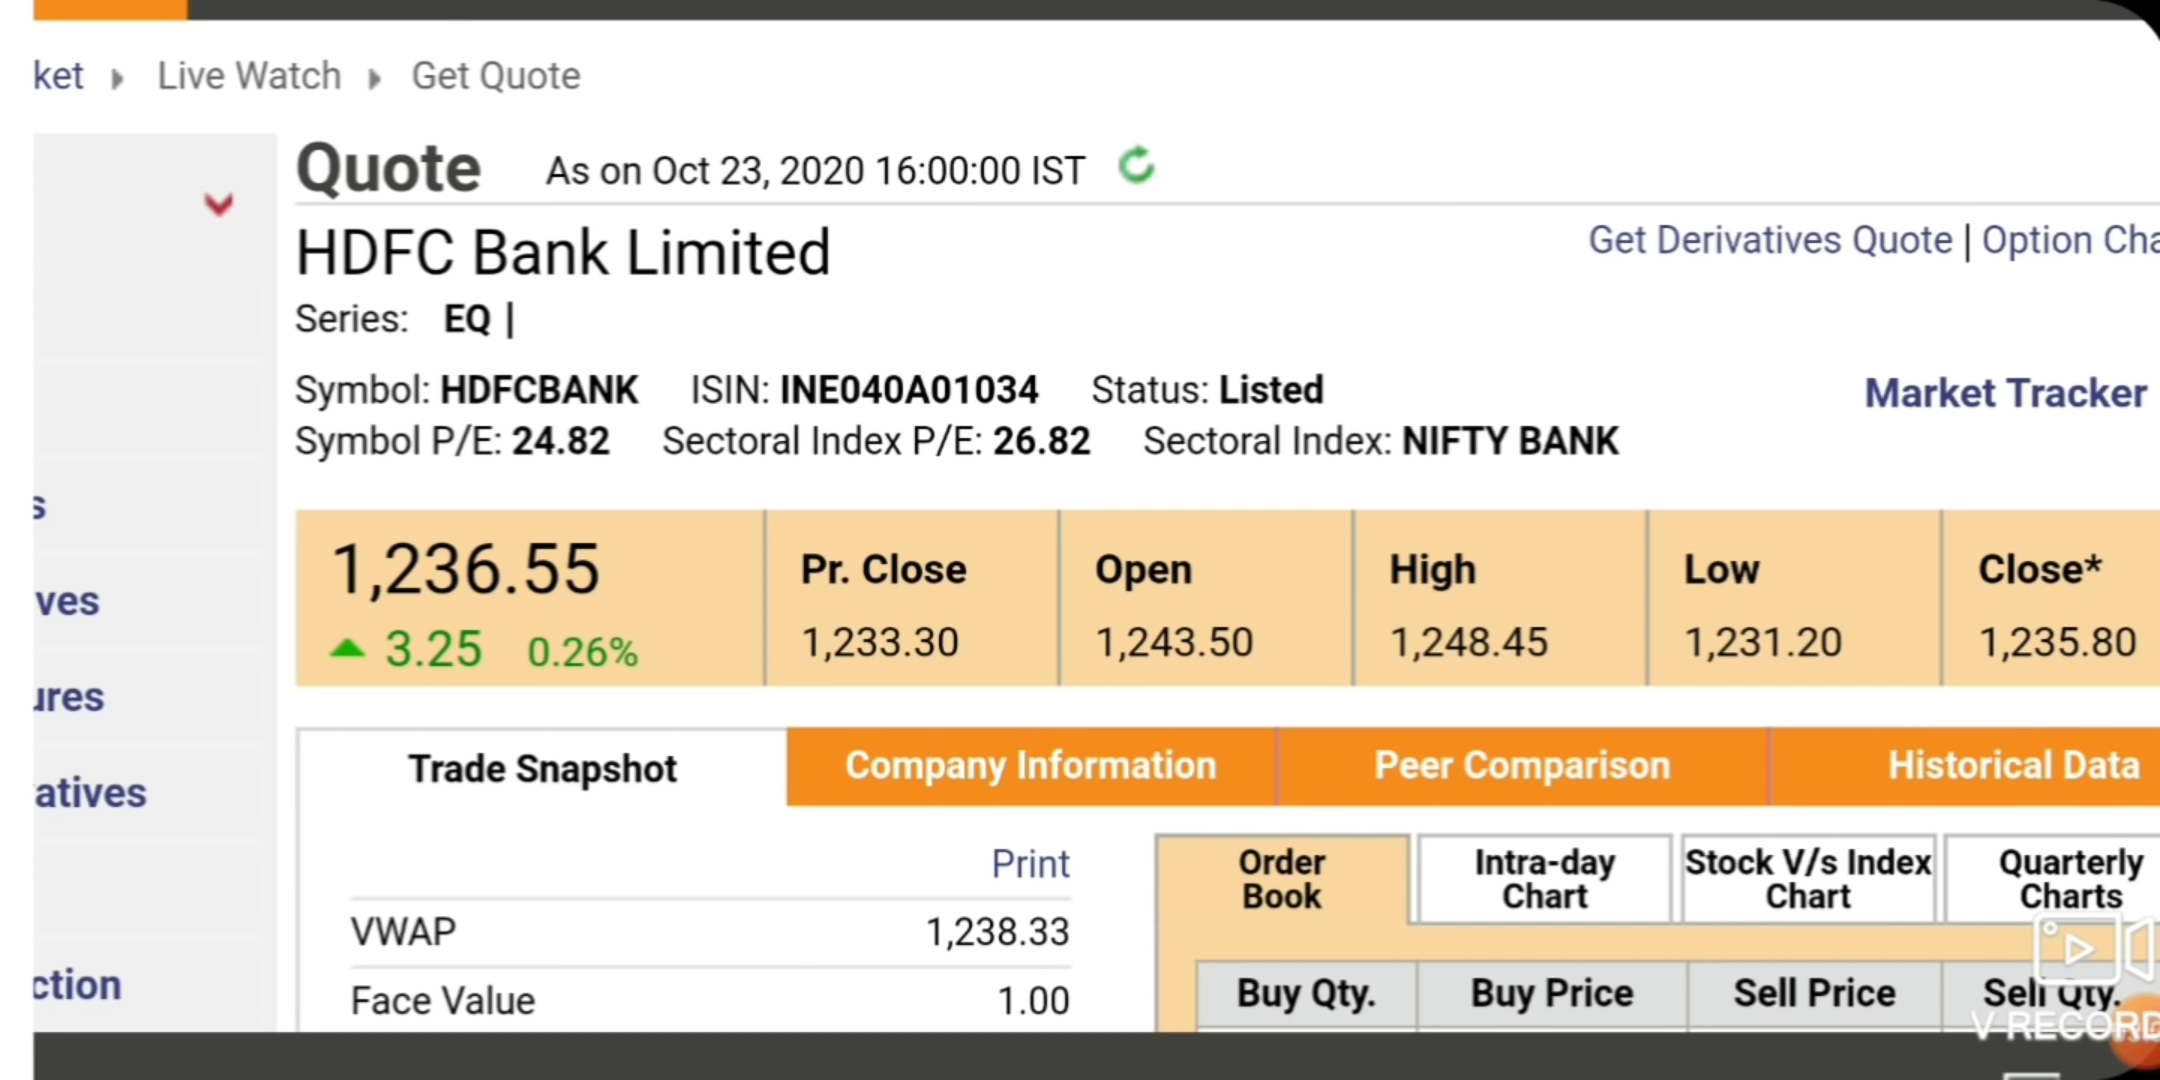 ket Live Watch Get Quote
Quote As on Oct 23, 2020 16:00:00 IST
HDFC Bank Limited
Get Derivatives Quote | Option Cha
Series: EQ |
Symbol: HDFCBANK ISIN: INE040A01034 Status: Listed
Market Tracker
Symbol P/E: 24.82 Sectoral Index P/E: 26.82 Sectoral Index: NIFTY BANK
s
ves
ures
atives
ction
1,236.55 Pr. Close Open High Low Close*
3.25 0.26% 1,233.30 1,243.50 1,248.45 1,231.20 1,235.80
Trade Snapshot Company Information Peer Comparison Historical Data
Print
VWAP 1,238.33
Face Value 1.00
Order Book
Intra-day Chart
Stock V/s Index Chart
Quarterly Charts
Buy Qty. Buy Price Sell Price Sell Qty.
V RECORD